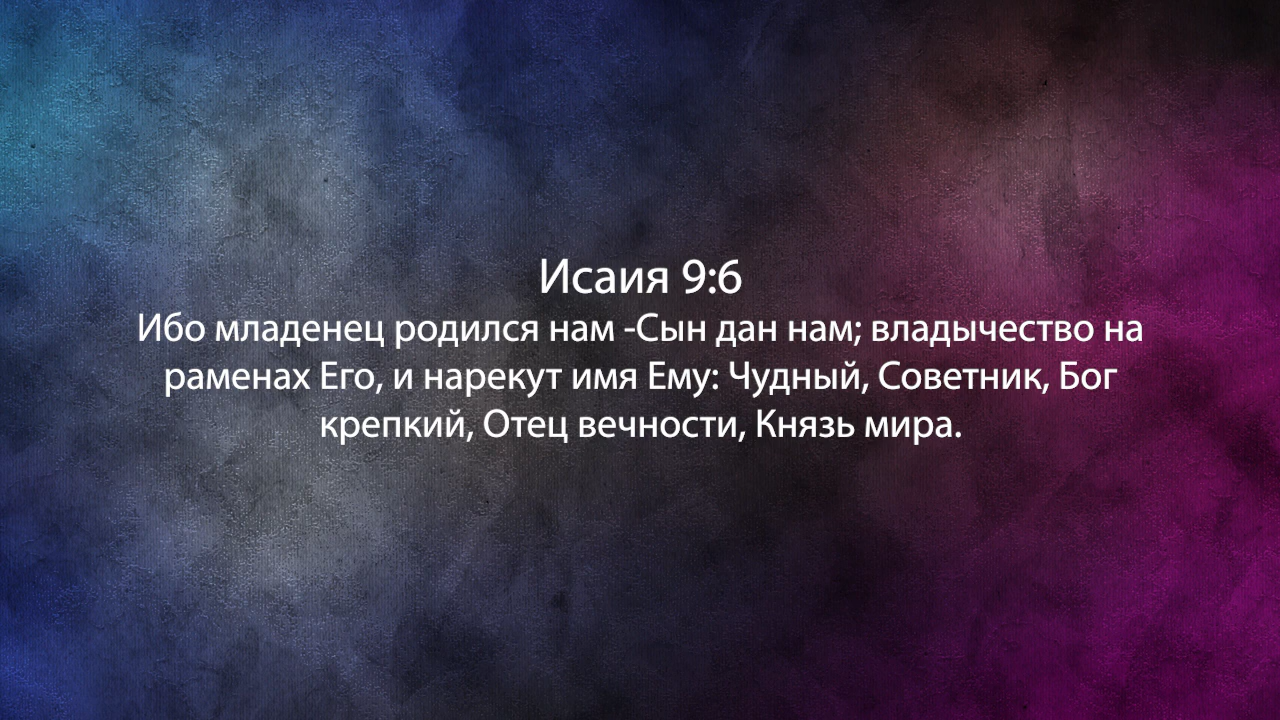 Исаия 9:6
Ибо младенец родился нам -Сын дан нам; владычество на
раменах Его, и нарекут имя Ему: Чудный, Советник, Бог
крепкий, Отец вечности, Князь мира.